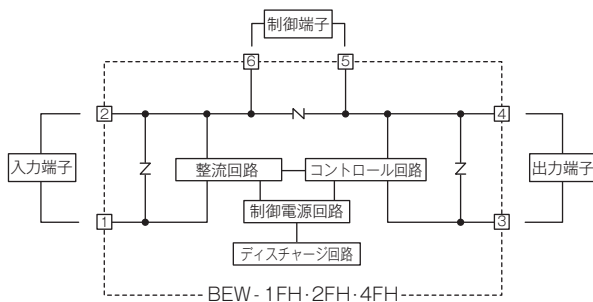 制御端子
6
5
2
4
入力端子
整流回路
コントロール回路
出力端子
制御電源回路
1
3
ディスチャージ回路
BEW-1FH·2FH·4FH